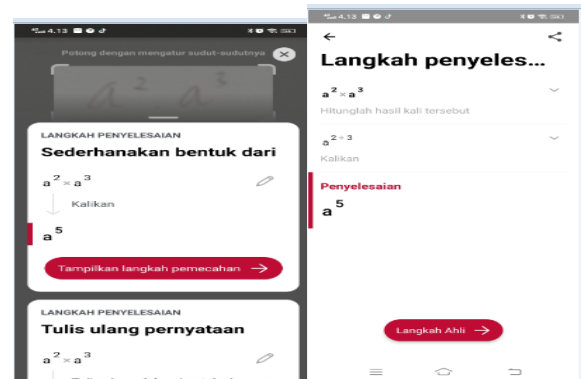 4.13
Potong dengan mengatur sudut-sudutnya
a² . a³
LANGKAH PENYELESAIAN
Sederhanakan bentuk dari
a² × a³
Kalikan
a⁵
Tampilkan langkah pemecahan →
LANGKAH PENYELESAIAN
Tulis ulang pernyataan
a² × a³
4.13
Langkah penyeles...
a² × a³
Hitunglah hasil kali tersebut
a²⁺³
Kalikan
Penyelesaian
a⁵
Langkah Ahli →